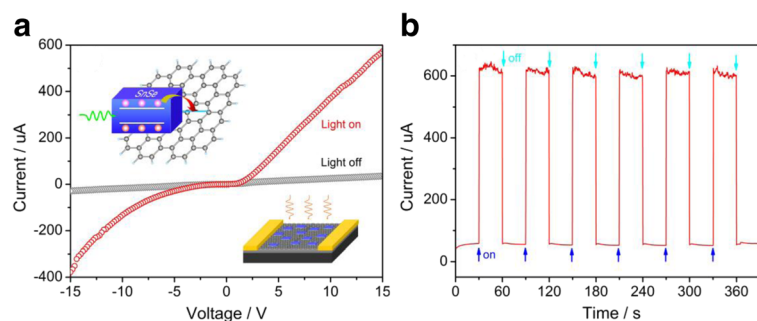 a
600
400
200
0
-200
-400
Current / uA
SnSe
Light on
Light off
-15
-10
-5
0
5
10
15
Voltage / V
b
600
400
200
0
Current / uA
off
on
0
60
120
180
240
300
360
Time / s